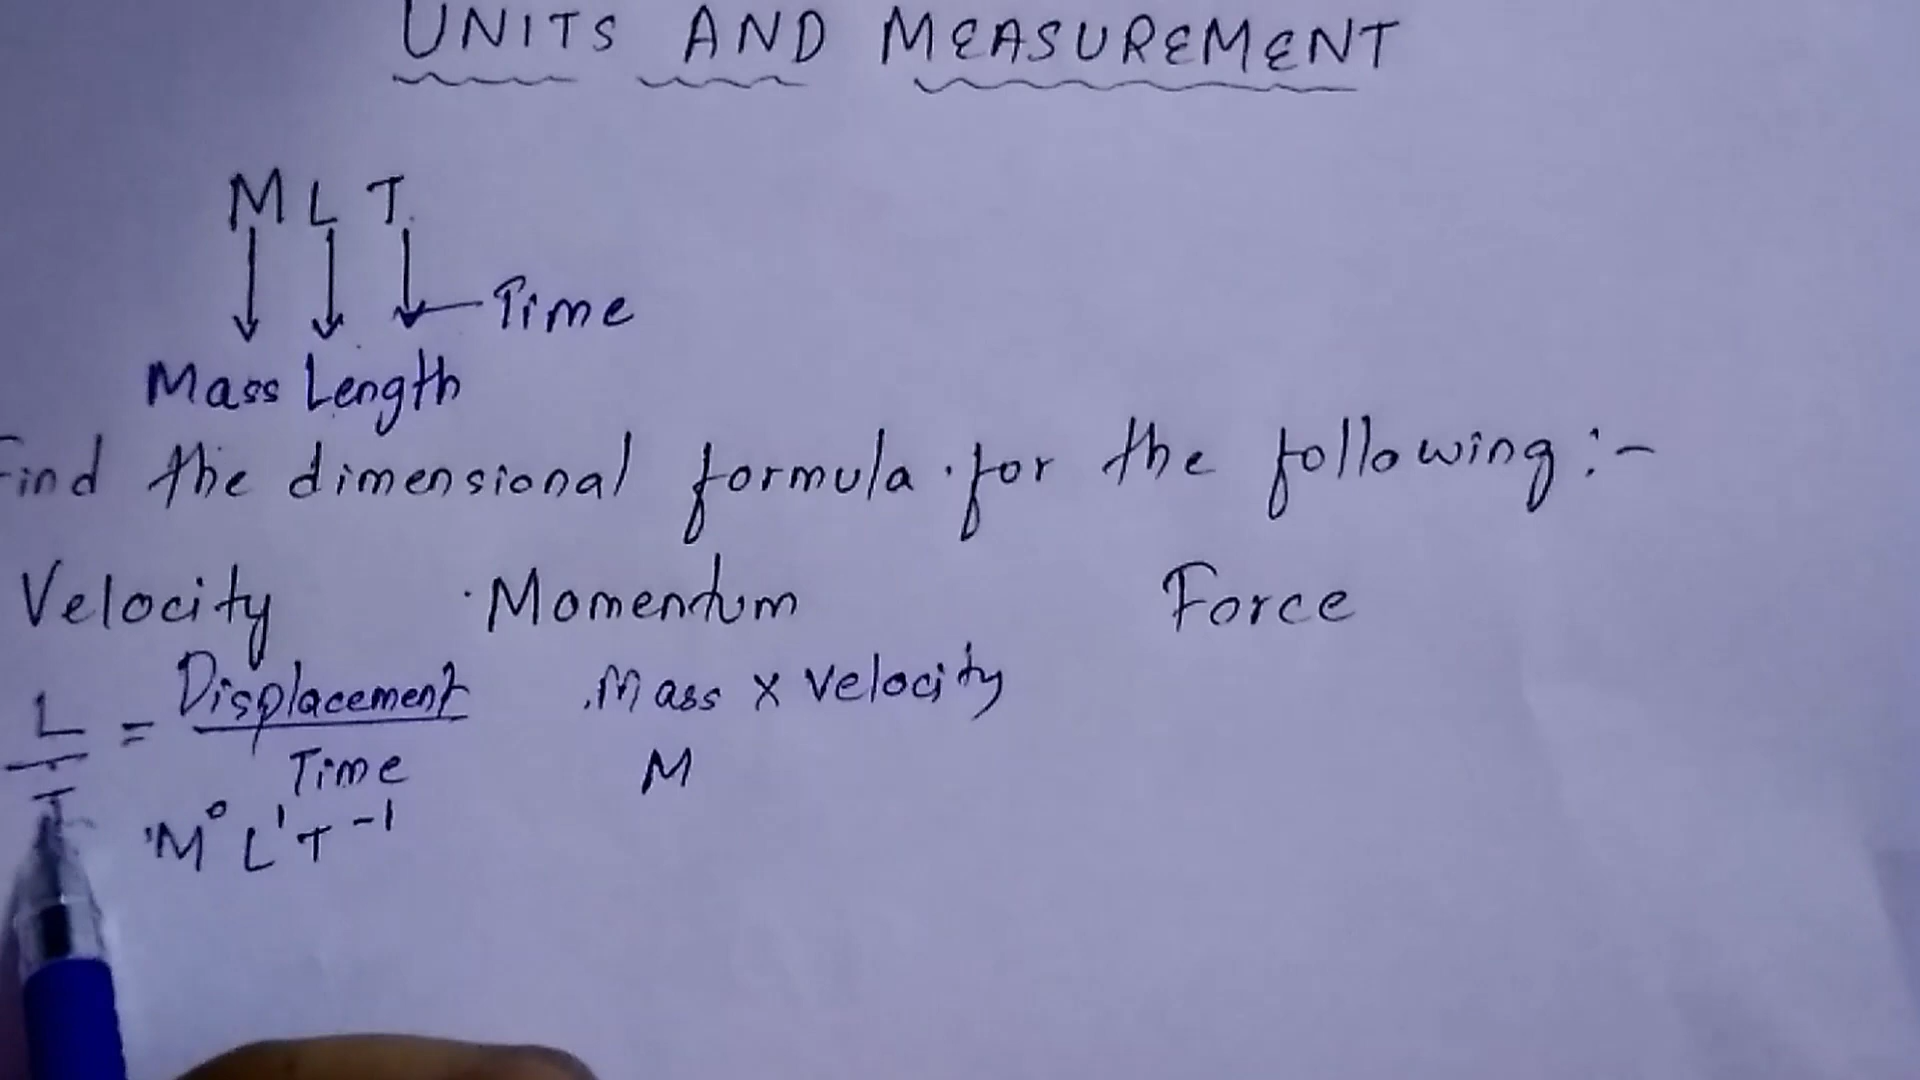 UNITS AND MEASUREMENT
M L T
Time
Mass Length
Find the dimensional formula for the following :-
Velocity Momentum Force
L/T = Displacement/Time Mass x velocity
M
M⁰ L¹ T⁻¹